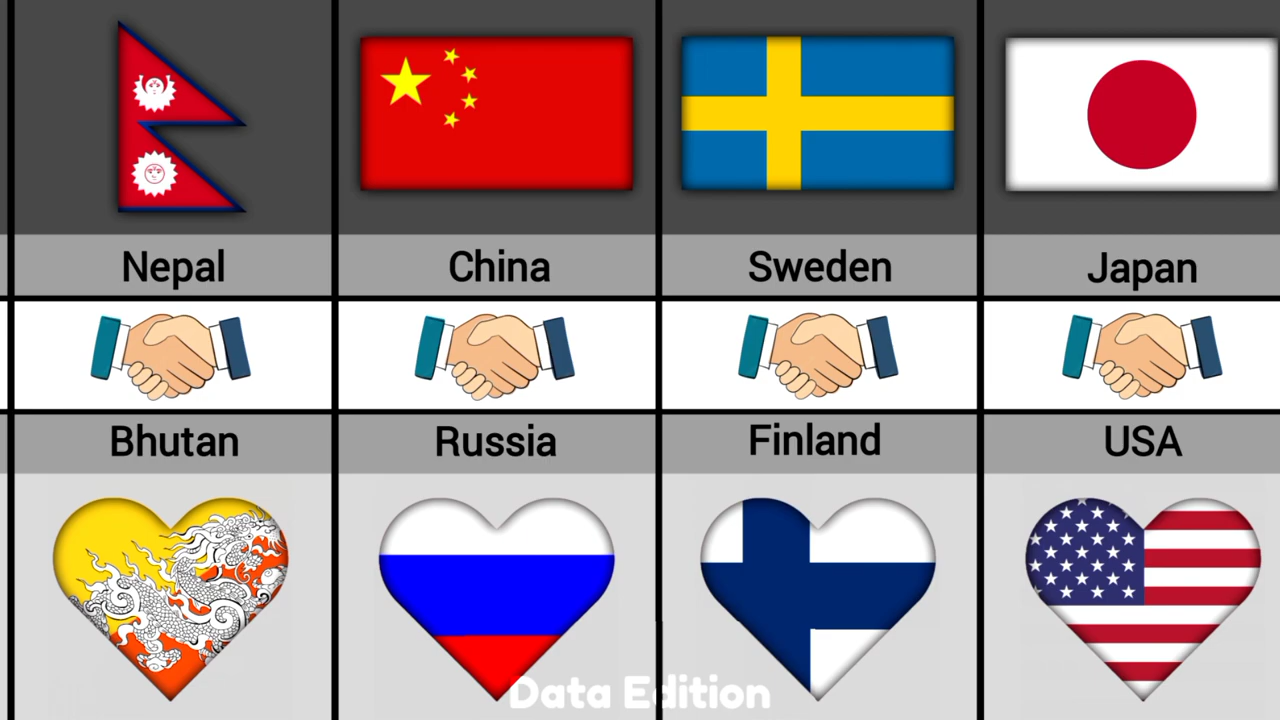 Nepal
China
Sweden
Japan
Bhutan
Russia
Finland
USA
Data Edition